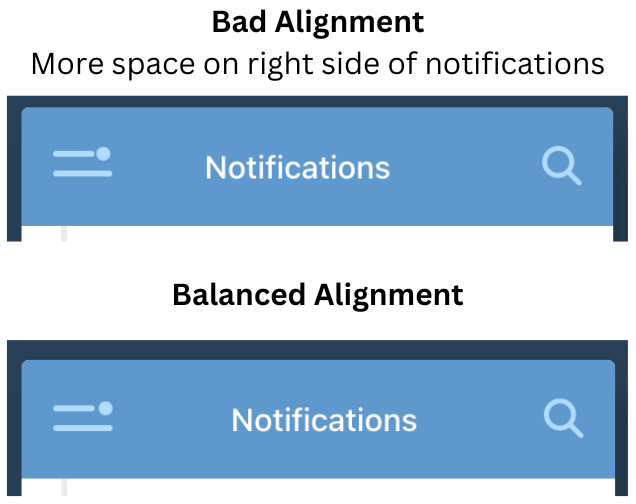 Bad Alignment
More space on right side of notifications
Notifications
Balanced Alignment
Notifications